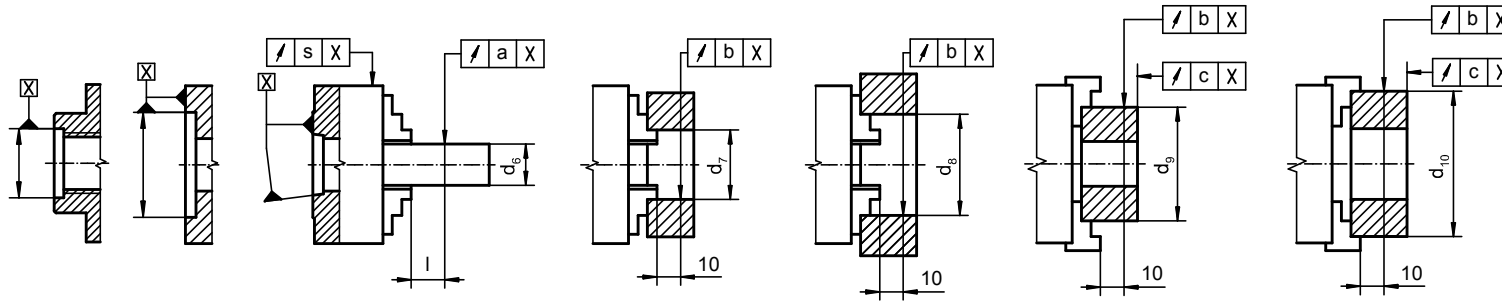 X
X
X
↗ s X
↗ a X
d₆
l
↗ b X
d₇
10
↗ b X
d₈
10
↗ b X
↗ c X
d₉
10
↗ b X
↗ c X
d₁₀
10